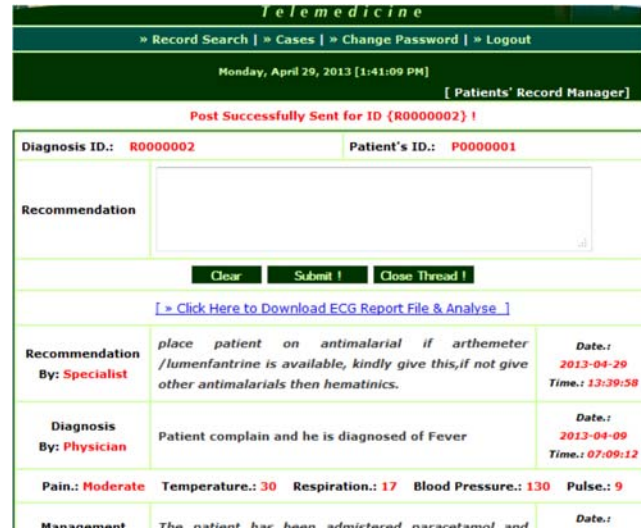 Telemedicine
» Record Search | » Cases | » Change Password | » Logout
Monday, April 29, 2013 [1:41:09 PM]
[ Patients' Record Manager]
Post Successfully Sent for ID {R0000002} !
Diagnosis ID.: R0000002 Patient's ID.: P0000001
Recommendation
Clear Submit ! Close Thread !
[ » Click Here to Download ECG Report File & Analyse ]
Recommendation
By: Specialist
place patient on antimalarial if arthemeter
/lumenfantrine is available, kindly give this,if not give
other antimalarials then hematinics.
Date.:
2013-04-29
Time.: 13:39:58
Diagnosis
By: Physician
Patient complain and he is diagnosed of Fever
Date.:
2013-04-09
Time.: 07:09:12
Pain.: Moderate Temperature.: 30 Respiration.: 17 Blood Pressure.: 130 Pulse.: 9
Management
The patient has been admistered paracetamol and
Date.: